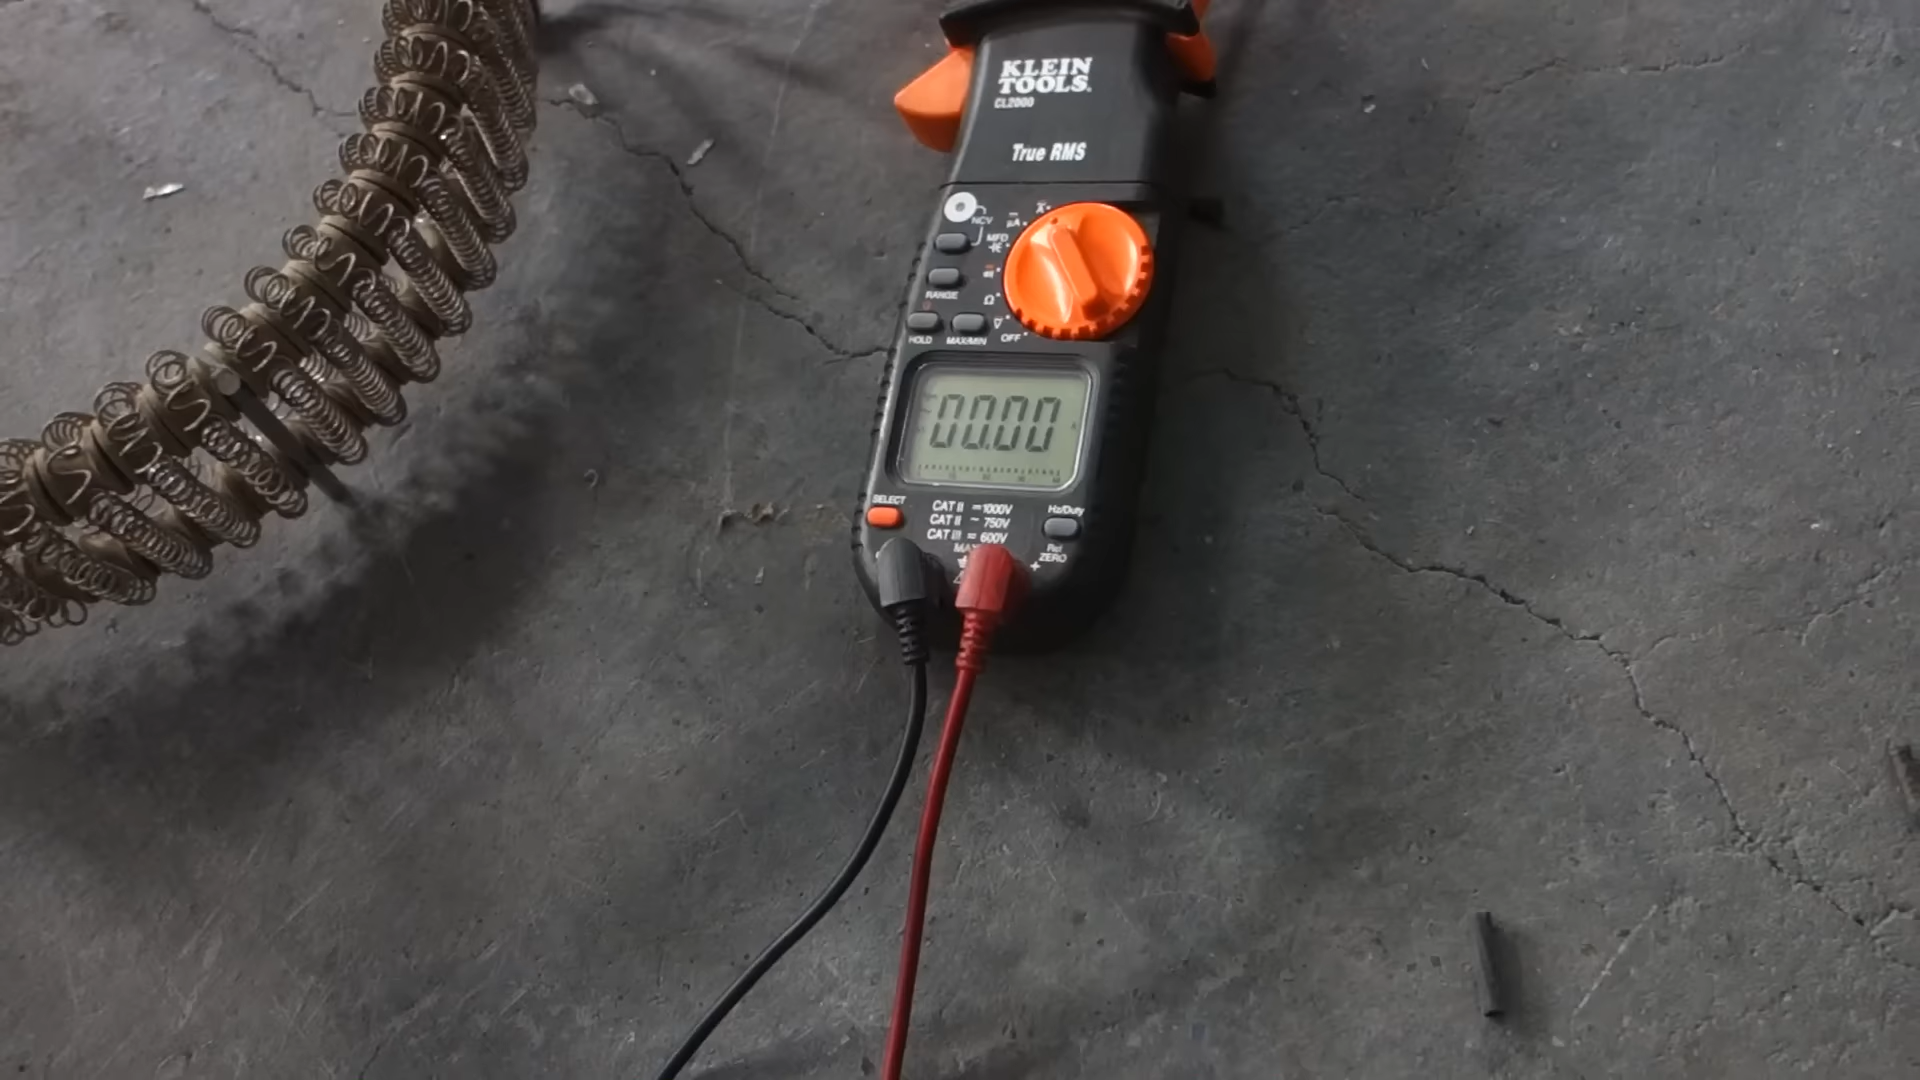 KLEIN
TOOLS®
CL2000
True RMS
NCV
A
µA
MFD
RANGE
Ω
V
HOLD
MAX/MIN
OFF
00.00
SELECT
CAT II ⎓1000V
CAT II ~ 750V
CAT III ≂ 600V
Hz/Duty
Rel
ZERO
+